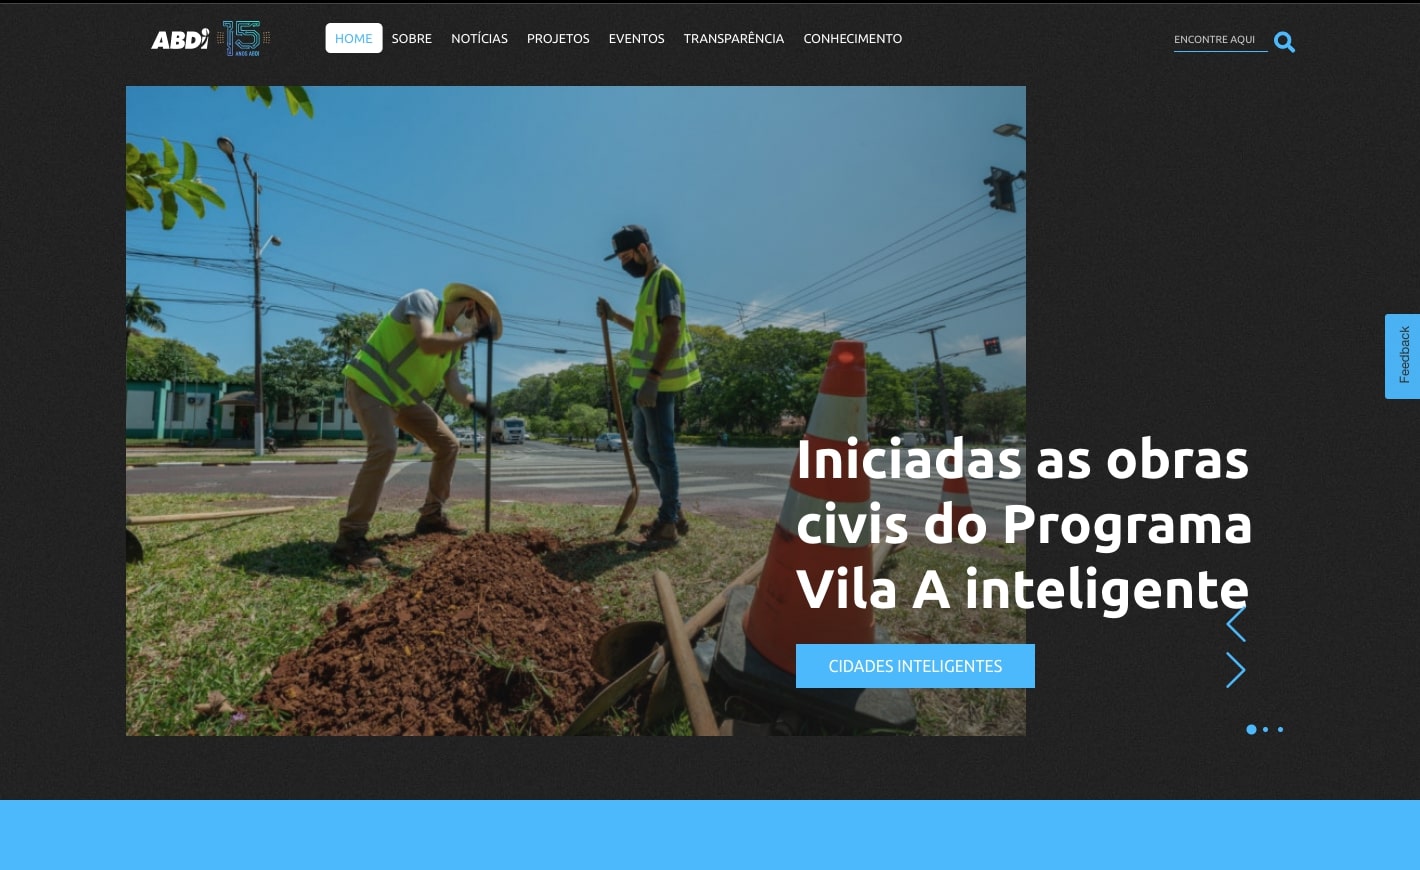 ABDi 15
ANOS ABDI
HOME SOBRE NOTÍCIAS PROJETOS EVENTOS TRANSPARÊNCIA CONHECIMENTO
ENCONTRE AQUI
Feedback
Iniciadas as obras
civis do Programa
Vila A inteligente
CIDADES INTELIGENTES